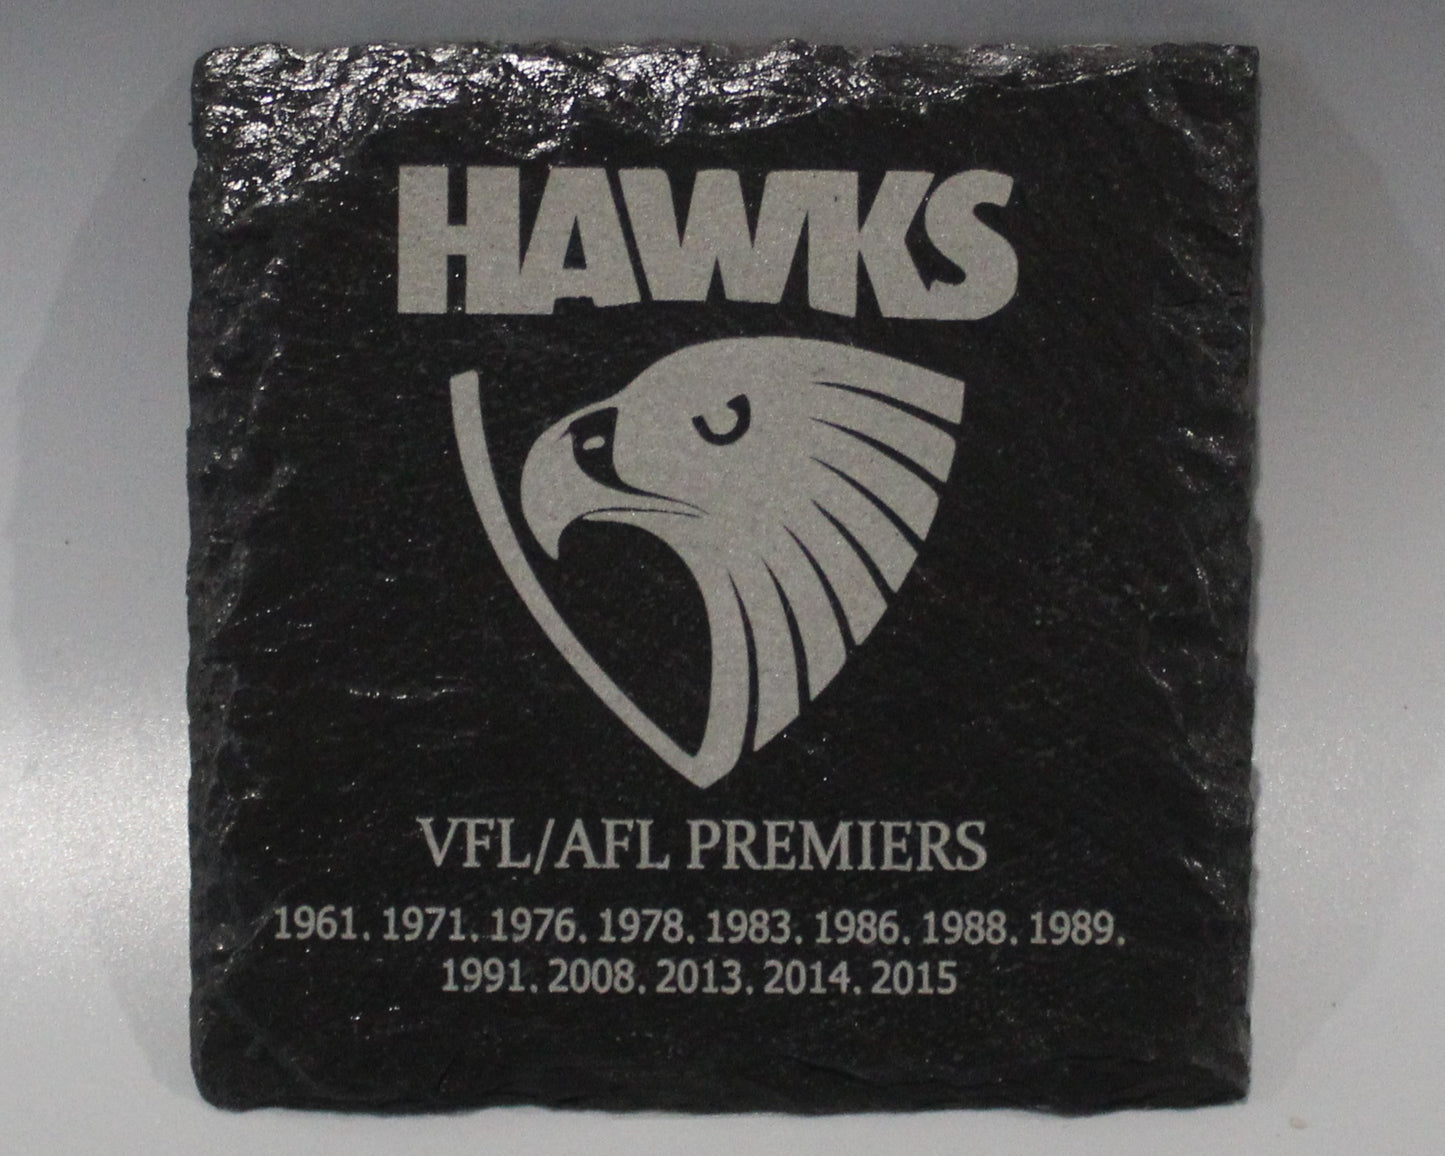 HAWKS
VFL/AFL PREMIERS
1961. 1971. 1976. 1978. 1983. 1986. 1988. 1989.
1991. 2008. 2013. 2014. 2015